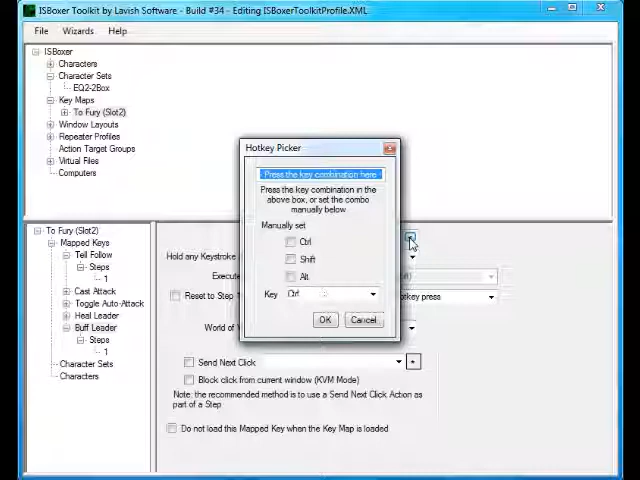 ISBoxer Toolkit by Lavish Software - Build #34 - Editing ISBoxerToolkitProfile.XML
File Wizards Help
ISBoxer
Characters
Character Sets
EQ2-2Box
Key Maps
To Fury (Slot2)
Window Layouts
Repeater Profiles
Action Target Groups
Virtual Files
Computers
Hotkey Picker
Press the key combination here
Press the key combination in the
above box, or set the combo
manually below
Manually set
Ctrl
Shift
Alt
Key Ctrl
OK Cancel
To Fury (Slot2)
Mapped Keys
Tell Follow
Steps
1
Cast Attack
Toggle Auto-Attack
Heal Leader
Buff Leader
Steps
1
Character Sets
Characters
Hold any Keystroke
Execute
Reset to Step
World of
Send Next Click
Block click from current window (KVM Mode)
Note: the recommended method is to use a Send Next Click Action as
part of a Step
Do not load this Mapped Key when the Key Map is loaded